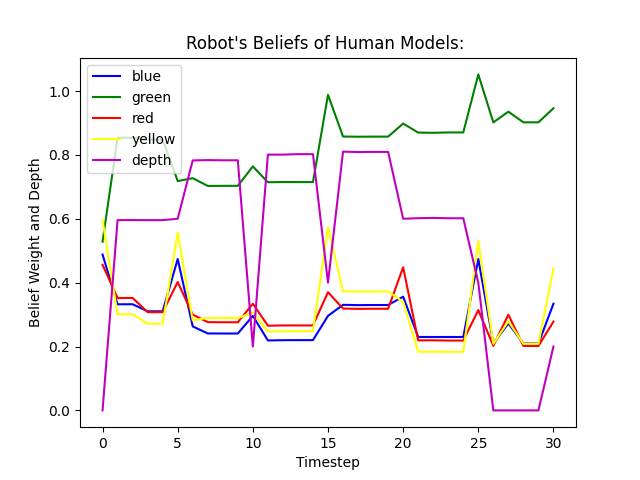 Robot's Beliefs of Human Models:
blue
green
red
yellow
depth
Belief Weight and Depth
1.0
0.8
0.6
0.4
0.2
0.0
0 5 10 15 20 25 30
Timestep